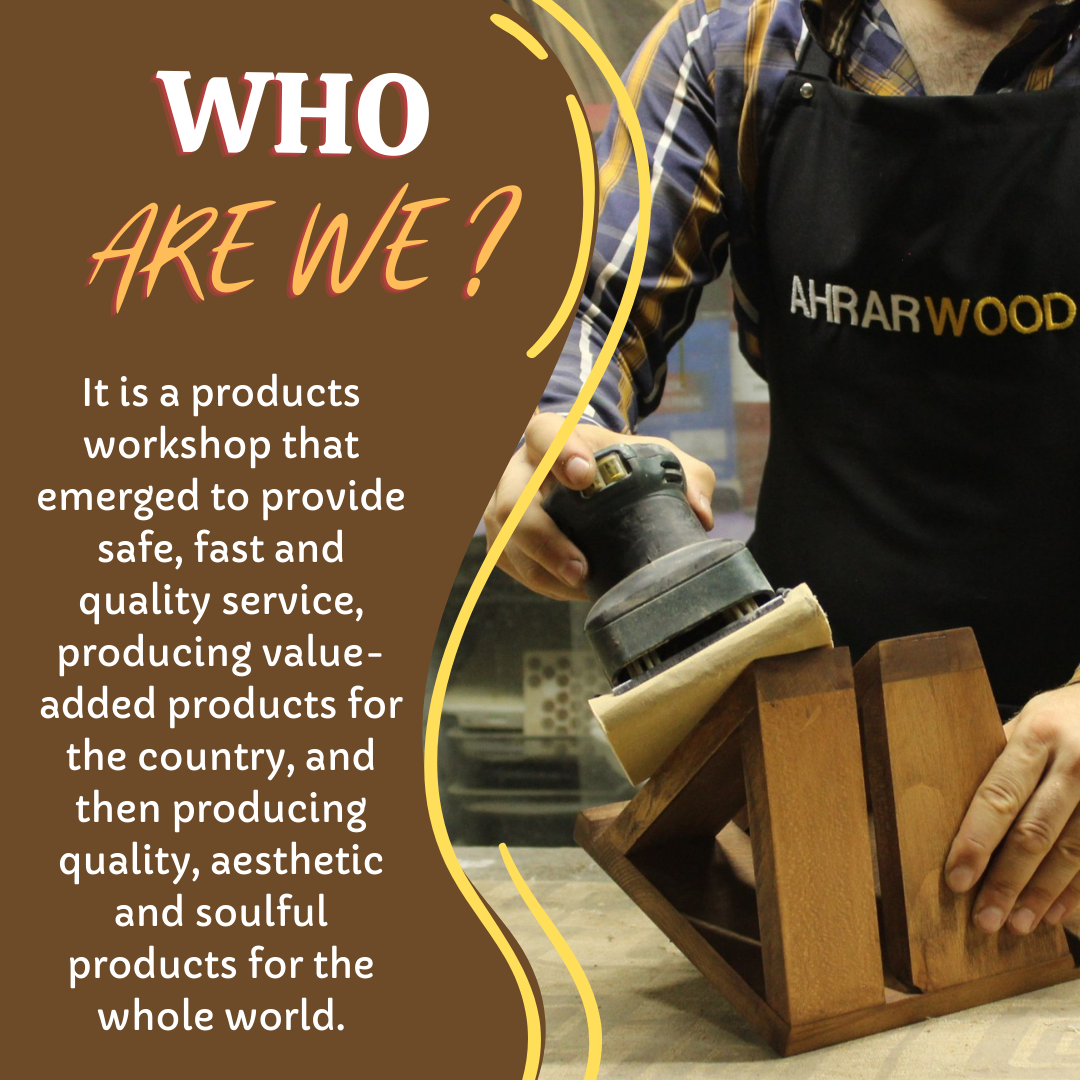 WHO
ARE WE ?
It is a products
workshop that
emerged to provide
safe, fast and
quality service,
producing value-
added products for
the country, and
then producing
quality, aesthetic
and soulful
products for the
whole world.
AHRARWOOD